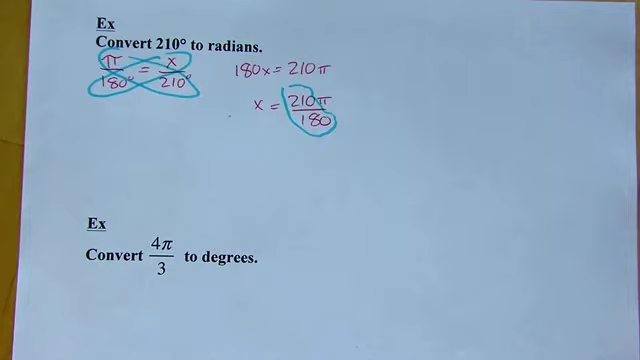 Ex
Convert 210° to radians.
π/180° = x/210°
180x = 210π
x = 210π/180
Ex
Convert 4π/3 to degrees.